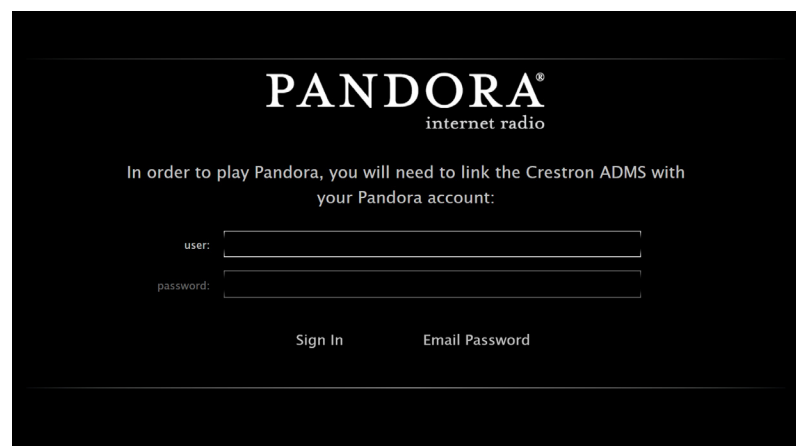 PANDORA®
internet radio
In order to play Pandora, you will need to link the Crestron ADMS with
your Pandora account:
user:
password:
Sign In Email Password